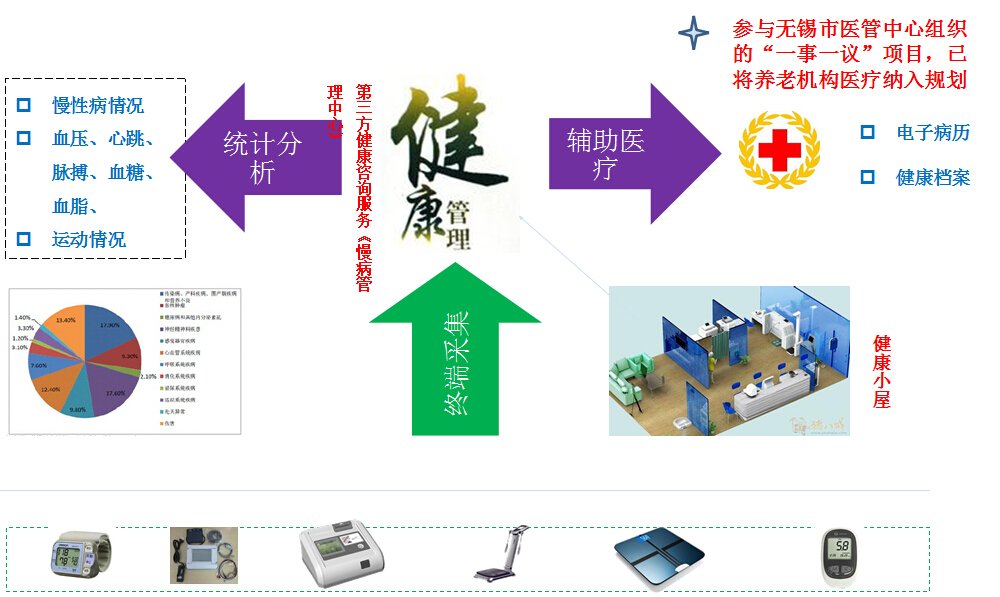 参与无锡市医管中心组织
的“一事一议”项目，已
将养老机构医疗纳入规划
慢性病情况
血压、心跳、
脉搏、血糖、
血脂、
运动情况
统计分
析
第三方健康咨询服务《慢病管
理中心》
健康
管理
辅助医
疗
电子病历
健康档案
终端采集
健康小屋
17.90%
9.30%
2.10%
17.60%
9.80%
12.40%
7.60%
3.10%
1.20%
3.30%
1.40%
13.40%
传染病、产科疾病、围产期疾病
和营养不良
恶性肿瘤
糖尿病和其他内分泌紊乱
神经精神科疾患
感觉器官疾病
心血管系统疾病
呼吸系统疾病
消化系统疾病
泌尿系统疾病
运动系统疾病
先天异常
伤害
5.8